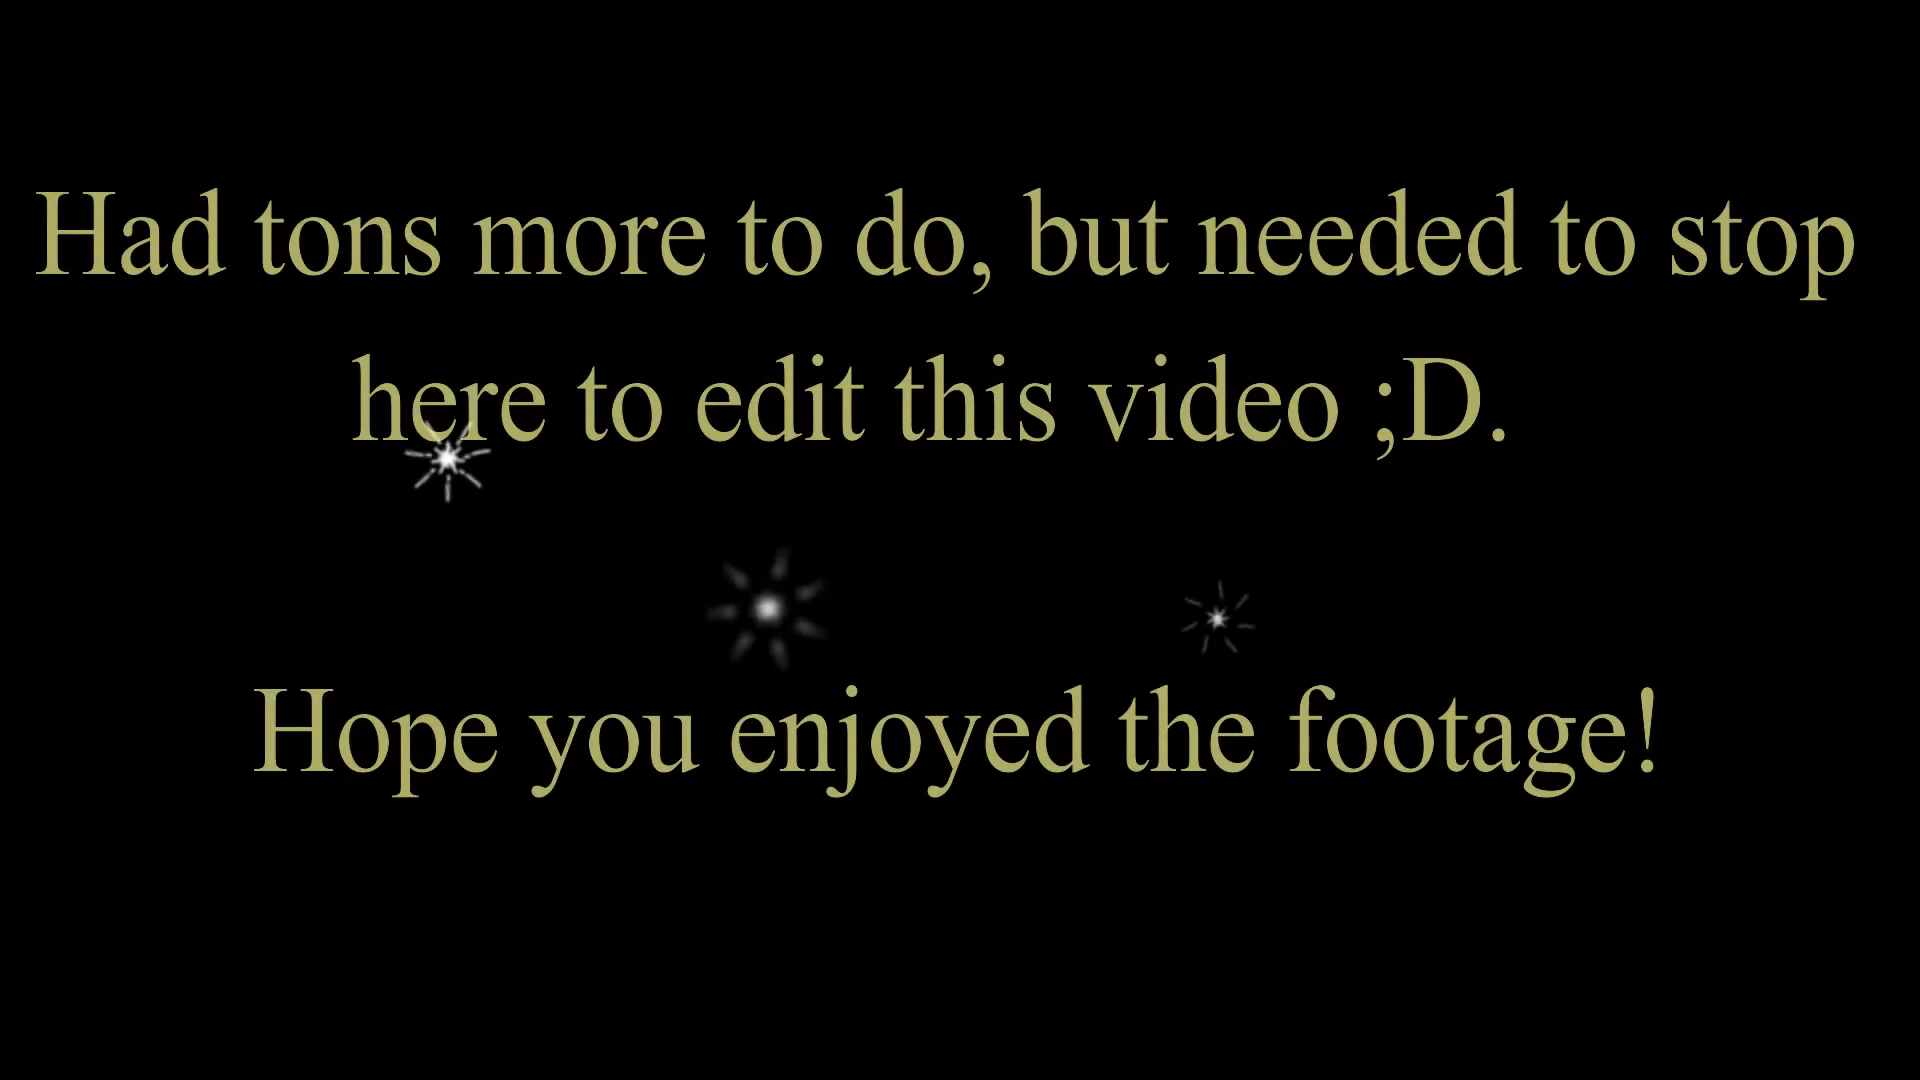 Had tons more to do, but needed to stop
here to edit this video ;D.
Hope you enjoyed the footage!